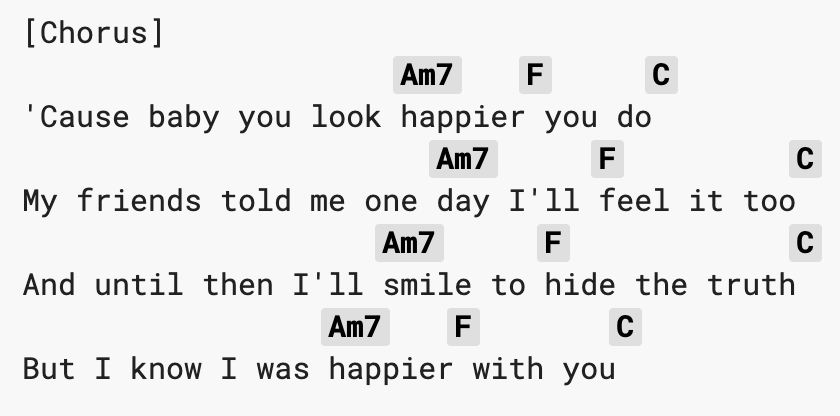 [Chorus]
Am7 F C
'Cause baby you look happier you do
Am7 F C
My friends told me one day I'll feel it too
Am7 F C
And until then I'll smile to hide the truth
Am7 F C
But I know I was happier with you